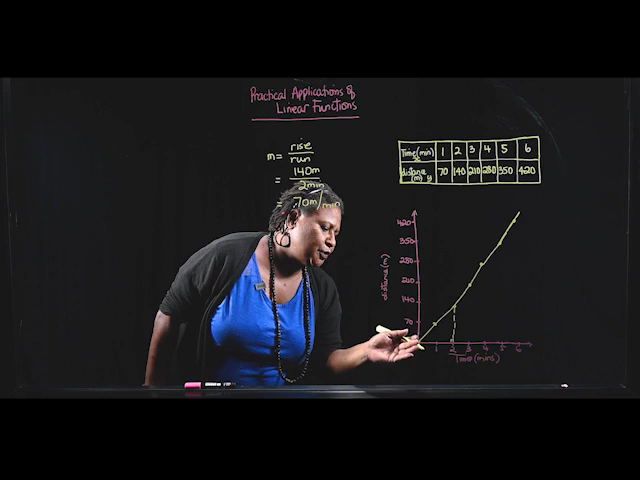 Practical Applications of
Linear Functions
m = rise
run
= 140m
2min
= 70m/min
Time(min) x 1 2 3 4 5 6
distance (m) y 70 140 210 280 350 420
420
350
280
210
140
70
distance (m)
1 2 3 4 5 6
Time (mins)